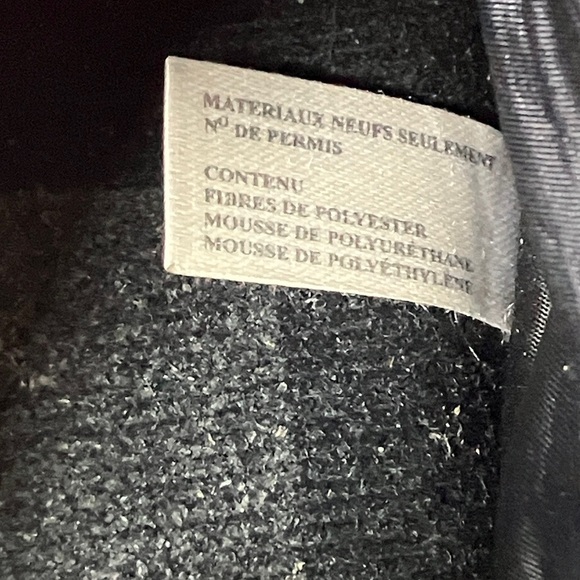 MATERIAUX NEUFS SEULEMENT
Nº DE PERMIS
CONTENU
FIBRES DE POLYESTER
MOUSSE DE POLYURÉTHANE
MOUSSE DE POLYÉTHYLÈNE